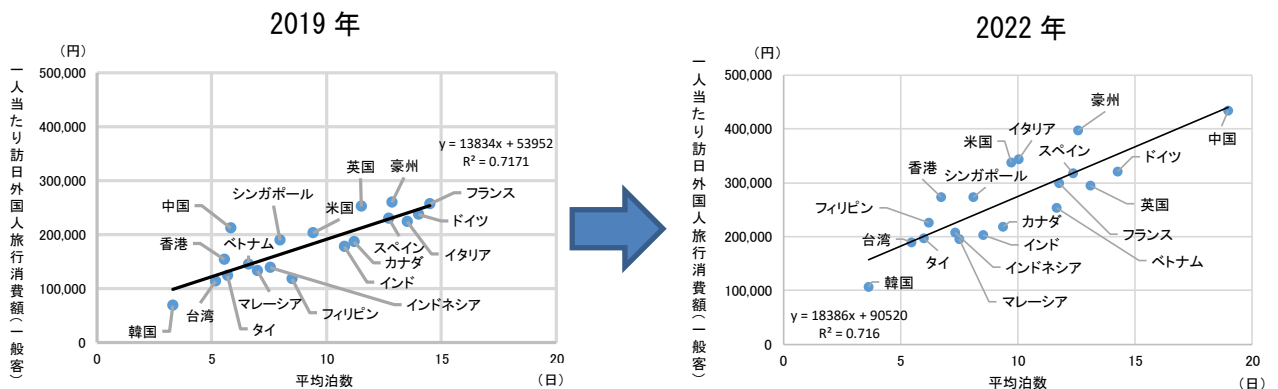 2019 年
（円）
一人当たり訪日外国人旅行消費額（一般客）
500,000
400,000
300,000
200,000
100,000
0
0
5
10
15
20
平均泊数
（日）
y = 13834x + 53952
R² = 0.7171
英国
豪州
シンガポール
フランス
中国
米国
ドイツ
香港
ベトナム
スペイン
イタリア
カナダ
インド
マレーシア
インドネシア
台湾
フィリピン
韓国
タイ
2022 年
（円）
一人当たり訪日外国人旅行消費額（一般客）
500,000
400,000
300,000
200,000
100,000
0
0
5
10
15
20
平均泊数
（日）
豪州
イタリア
米国
中国
スペイン
ドイツ
香港
シンガポール
英国
フィリピン
カナダ
フランス
台湾
インド
タイ
ベトナム
インドネシア
韓国
マレーシア
y = 18386x + 90520
R² = 0.716